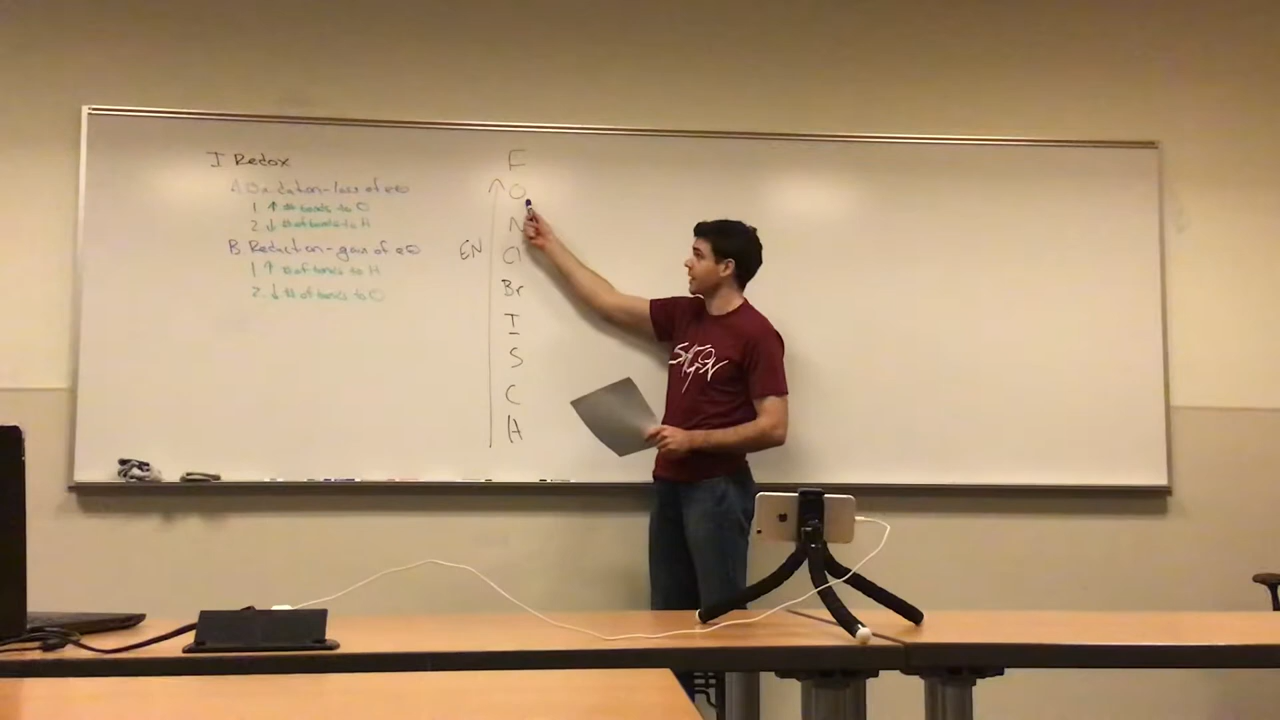 I Redox
A Oxidation-loss of e⊖
1. ↑ # bonds to O
2. ↓ # of bonds to H
B Reduction-gain of e⊖
1 ↑ # of bonds to H
2. ↓ # of bonds to O
EN
F
O
N
Cl
Br
I
S
C
H